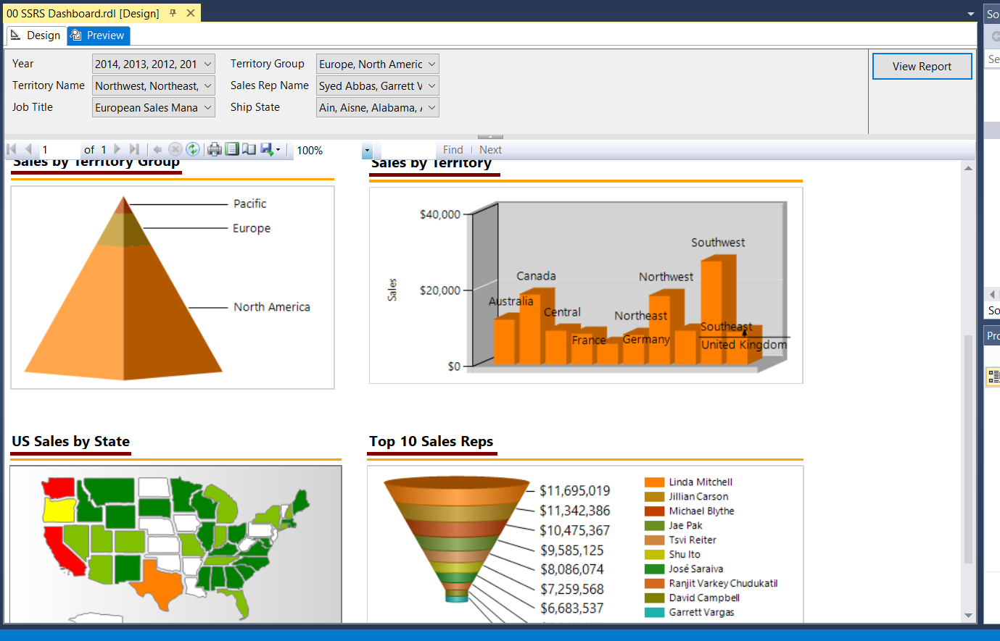 00 SSRS Dashboard.rdl [Design]
So
Design
Preview
Se
Year
2014, 2013, 2012, 201
Territory Group
Europe, North Americ
View Report
Territory Name
Northwest, Northeast,
Sales Rep Name
Syed Abbas, Garrett V
Job Title
European Sales Mana
Ship State
Ain, Aisne, Alabama, A
1
of 1
100%
Find
Next
Sales by Territory Group
Sales by Territory
Pacific
Europe
North America
Sales
$40,000
$20,000
$0
Southwest
Canada
Northwest
Australia
Central
Northeast
Southeast
France
Germany
United Kingdom
So
Pro
US Sales by State
Top 10 Sales Reps
$11,695,019
$11,342,386
$10,475,367
$9,585,125
$8,086,074
$7,259,568
$6,683,537
Linda Mitchell
Jillian Carson
Michael Blythe
Jae Pak
Tsvi Reiter
Shu Ito
José Saraiva
Ranjit Varkey Chudukatil
David Campbell
Garrett Vargas